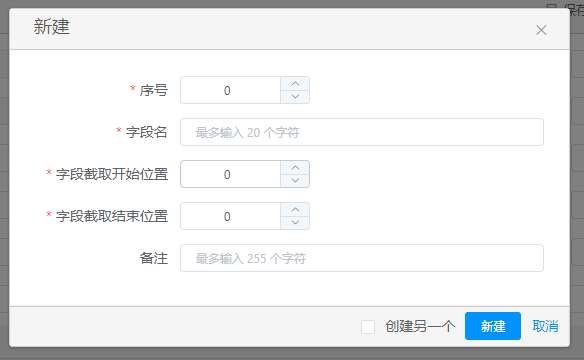 保存
新建
* 序号 0
* 字段名 最多输入 20 个字符
* 字段截取开始位置 0
* 字段截取结束位置 0
备注 最多输入 255 个字符
创建另一个 新建 取消